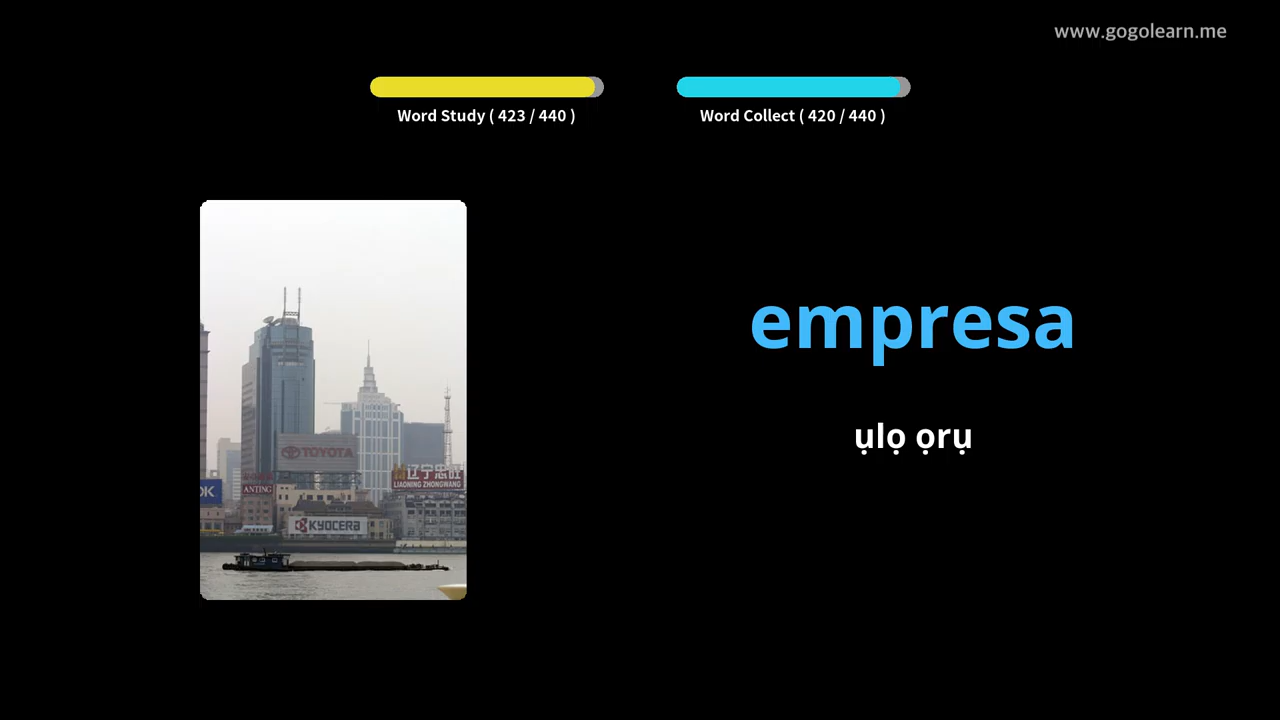 www.gogolearn.me
Word Study ( 423 / 440 )
Word Collect ( 420 / 440 )
empresa
ụlọ ọrụ
TOYOTA
辽宁忠旺
LIAONING ZHONGWANG
OK
ANTING
KYOCERA